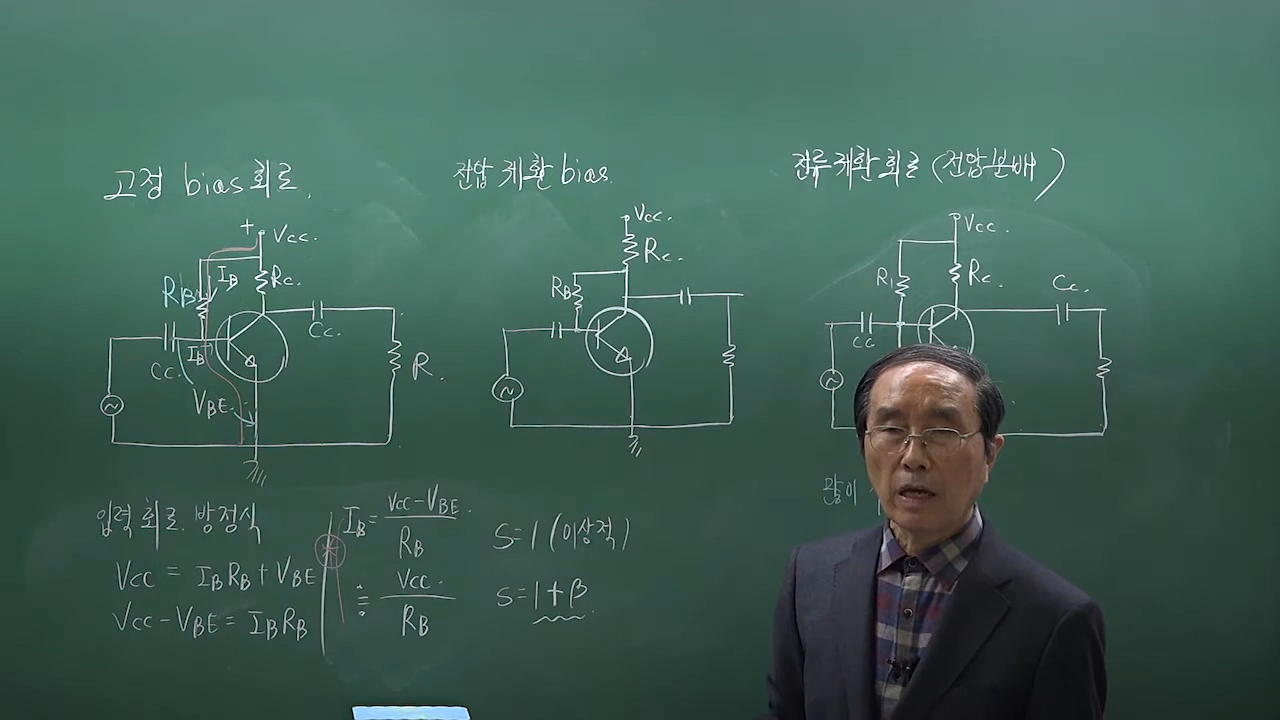 고정 bias 회로.
+ Vcc.
RB
IB
Rc.
Cc.
IB
Cc.
R.
VBE.
입력 회로 방정식
Vcc = IBRB + VBE
Vcc - VBE = IBRB
IB = Vcc - VBE / RB
≒ Vcc. / RB
전압 궤환 bias.
Vcc.
Rc.
RB
S=1 (이상적)
S=1+β
전류 궤환 회로 (전압분배)
Vcc.
R1
Rc
Cc.
Cc
많이